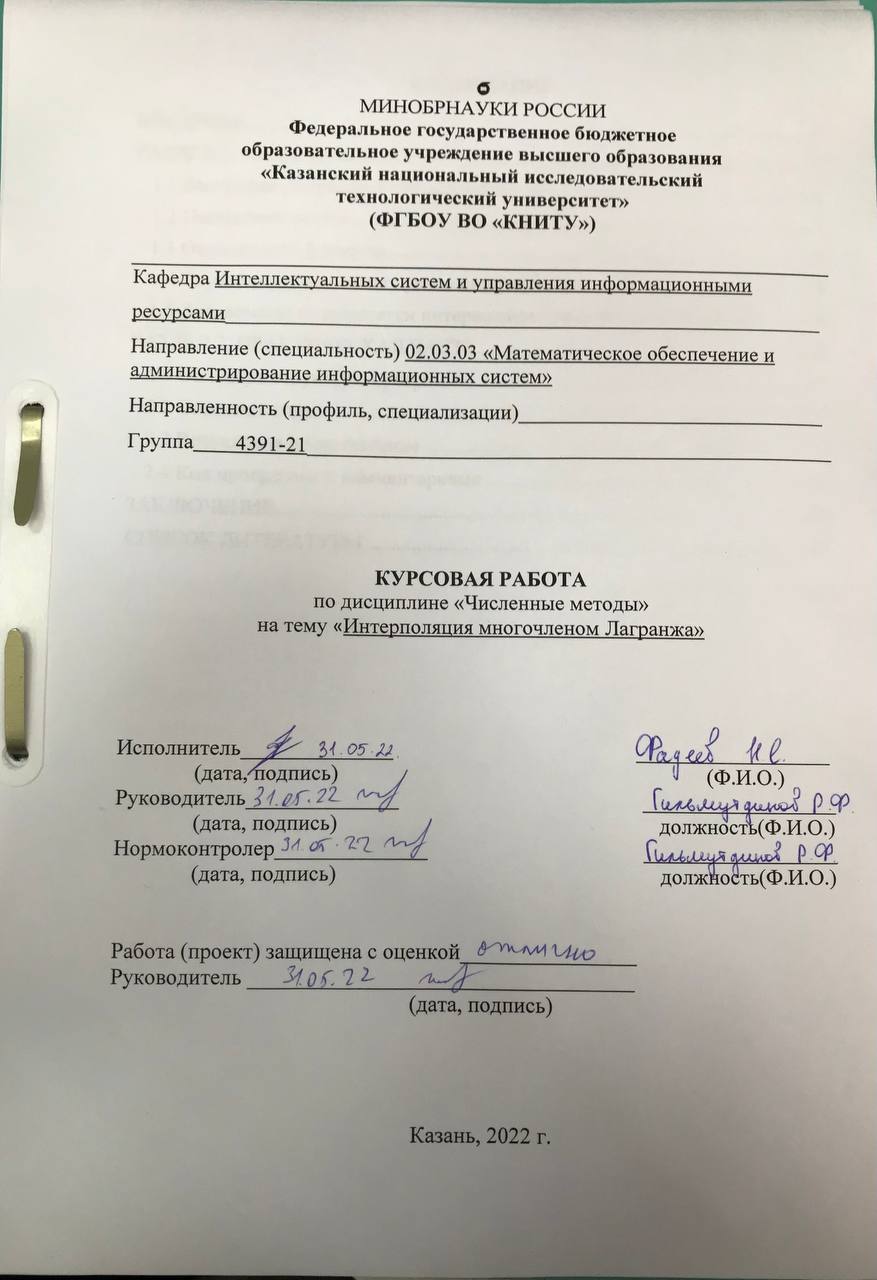 МИНОБРНАУКИ РОССИИ
Федеральное государственное бюджетное
образовательное учреждение высшего образования
«Казанский национальный исследовательский
технологический университет»
(ФГБОУ ВО «КНИТУ»)
Кафедра Интеллектуальных систем и управления информационными
ресурсами
Направление (специальность) 02.03.03 «Математическое обеспечение и
администрирование информационных систем»
Направленность (профиль, специализации)
Группа 4391-21
КУРСОВАЯ РАБОТА
по дисциплине «Численные методы»
на тему «Интерполяция многочленом Лагранжа»
Исполнитель 31.05.22 Фадеев Н.С.
(дата, подпись) (Ф.И.О.)
Руководитель 31.05.22 Гильмутдинов Р.Ф.
(дата, подпись) должность(Ф.И.О.)
Нормоконтролер 31.05.22 Гильмутдинов Р.Ф.
(дата, подпись) должность(Ф.И.О.)
Работа (проект) защищена с оценкой отлично
Руководитель 31.05.22
(дата, подпись)
Казань, 2022 г.